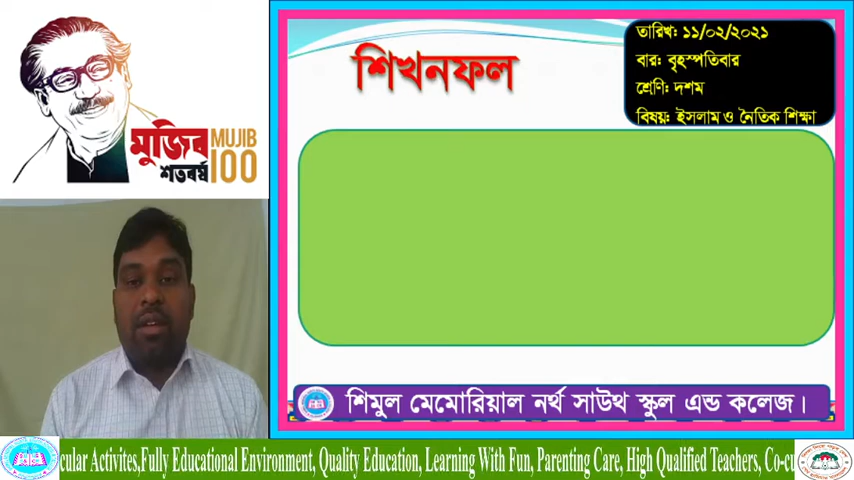 মুজিব MUJIB
শতবর্ষ 100
শিখনফল
তারিখ: ১১/০২/২০২১
বার: বৃহস্পতিবার
শ্রেণি: দশম
বিষয়: ইসলাম ও নৈতিক শিক্ষা
শিমুল মেমোরিয়াল নর্থ সাউথ স্কুল এন্ড কলেজ।
cular Activites,Fully Educational Environment, Quality Education, Learning With Fun, Parenting Care, High Qualified Teachers, Co-cu